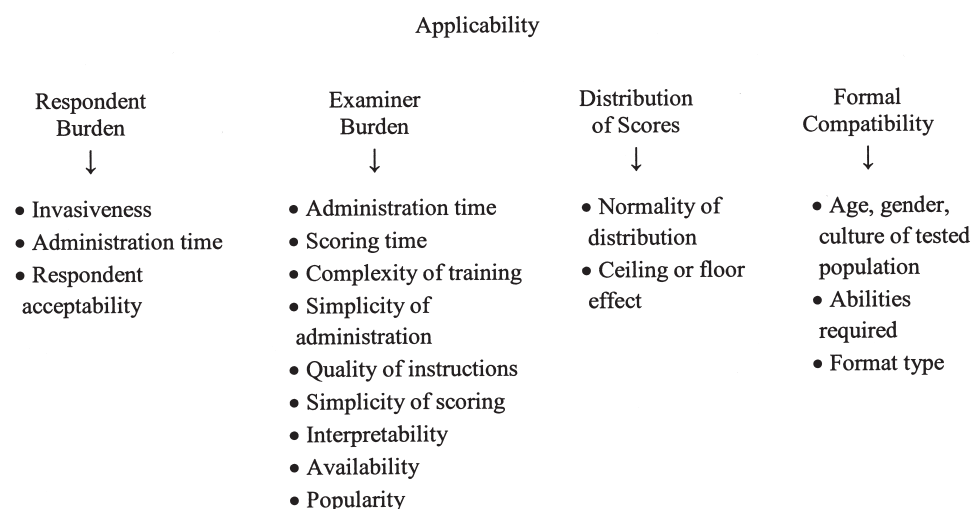 Applicability
Respondent
Burden
↓
• Invasiveness
• Administration time
• Respondent
acceptability
Examiner
Burden
↓
• Administration time
• Scoring time
• Complexity of training
• Simplicity of
administration
• Quality of instructions
• Simplicity of scoring
• Interpretability
• Availability
• Popularity
Distribution
of Scores
↓
• Normality of
distribution
• Ceiling or floor
effect
Formal
Compatibility
↓
• Age, gender,
culture of tested
population
• Abilities
required
• Format type